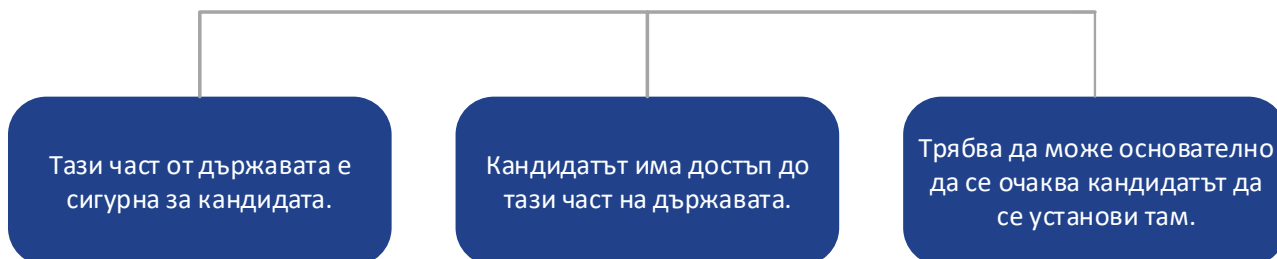 Тази част от държавата е
сигурна за кандидата.
Кандидатът има достъп до
тази част на държавата.
Трябва да може основателно
да се очаква кандидатът да
се установи там.